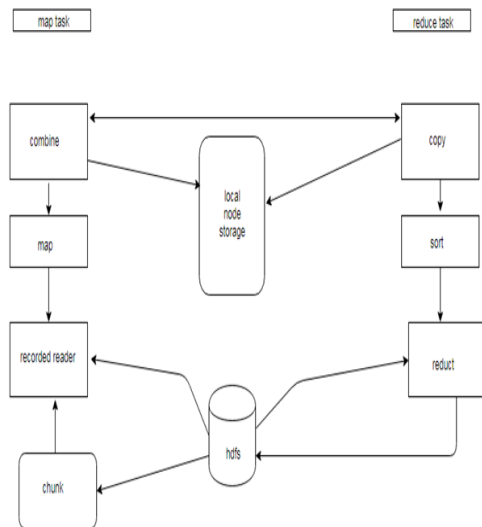 map task
reduce task
combine
copy
local
node
storage
map
sort
recorded reader
reduct
hdfs
chunk